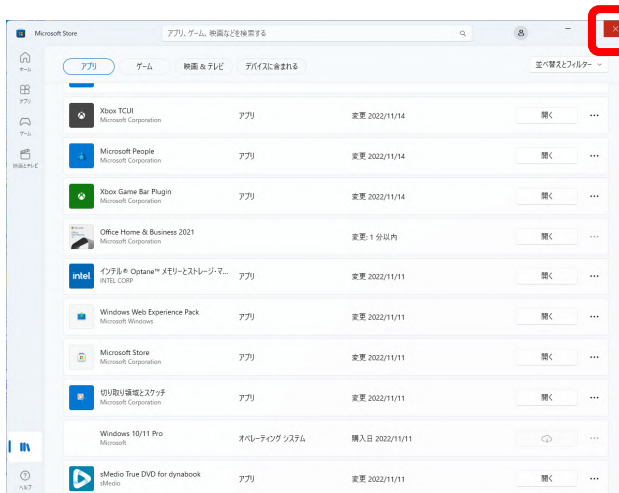 Microsoft Store
アプリ、ゲーム、映画などを検索する
ホーム
アプリ
ゲーム
映画とテレビ
アプリ ゲーム 映画 & テレビ デバイスに含まれる
並べ替えとフィルター
Xbox TCUI
Microsoft Corporation
アプリ
変更 2022/11/14
開く
Microsoft People
Microsoft Corporation
アプリ
変更 2022/11/14
開く
Xbox Game Bar Plugin
Microsoft Corporation
アプリ
変更 2022/11/14
開く
Office Home & Business 2021
Microsoft Corporation
変更: 1 分以内
開く
intel
インテル® Optane™ メモリーとストレージ・マ...
INTEL CORP
アプリ
変更 2022/11/11
開く
Windows Web Experience Pack
Microsoft Windows
アプリ
変更 2022/11/11
開く
Microsoft Store
Microsoft Corporation
アプリ
変更 2022/11/11
開く
切り取り領域とスケッチ
Microsoft Corporation
アプリ
変更 2022/11/11
開く
Windows 10/11 Pro
Microsoft
オペレーティング システム
購入日 2022/11/11
sMedio True DVD for dynabook
sMedio
アプリ
変更 2022/11/11
開く
ヘルプ